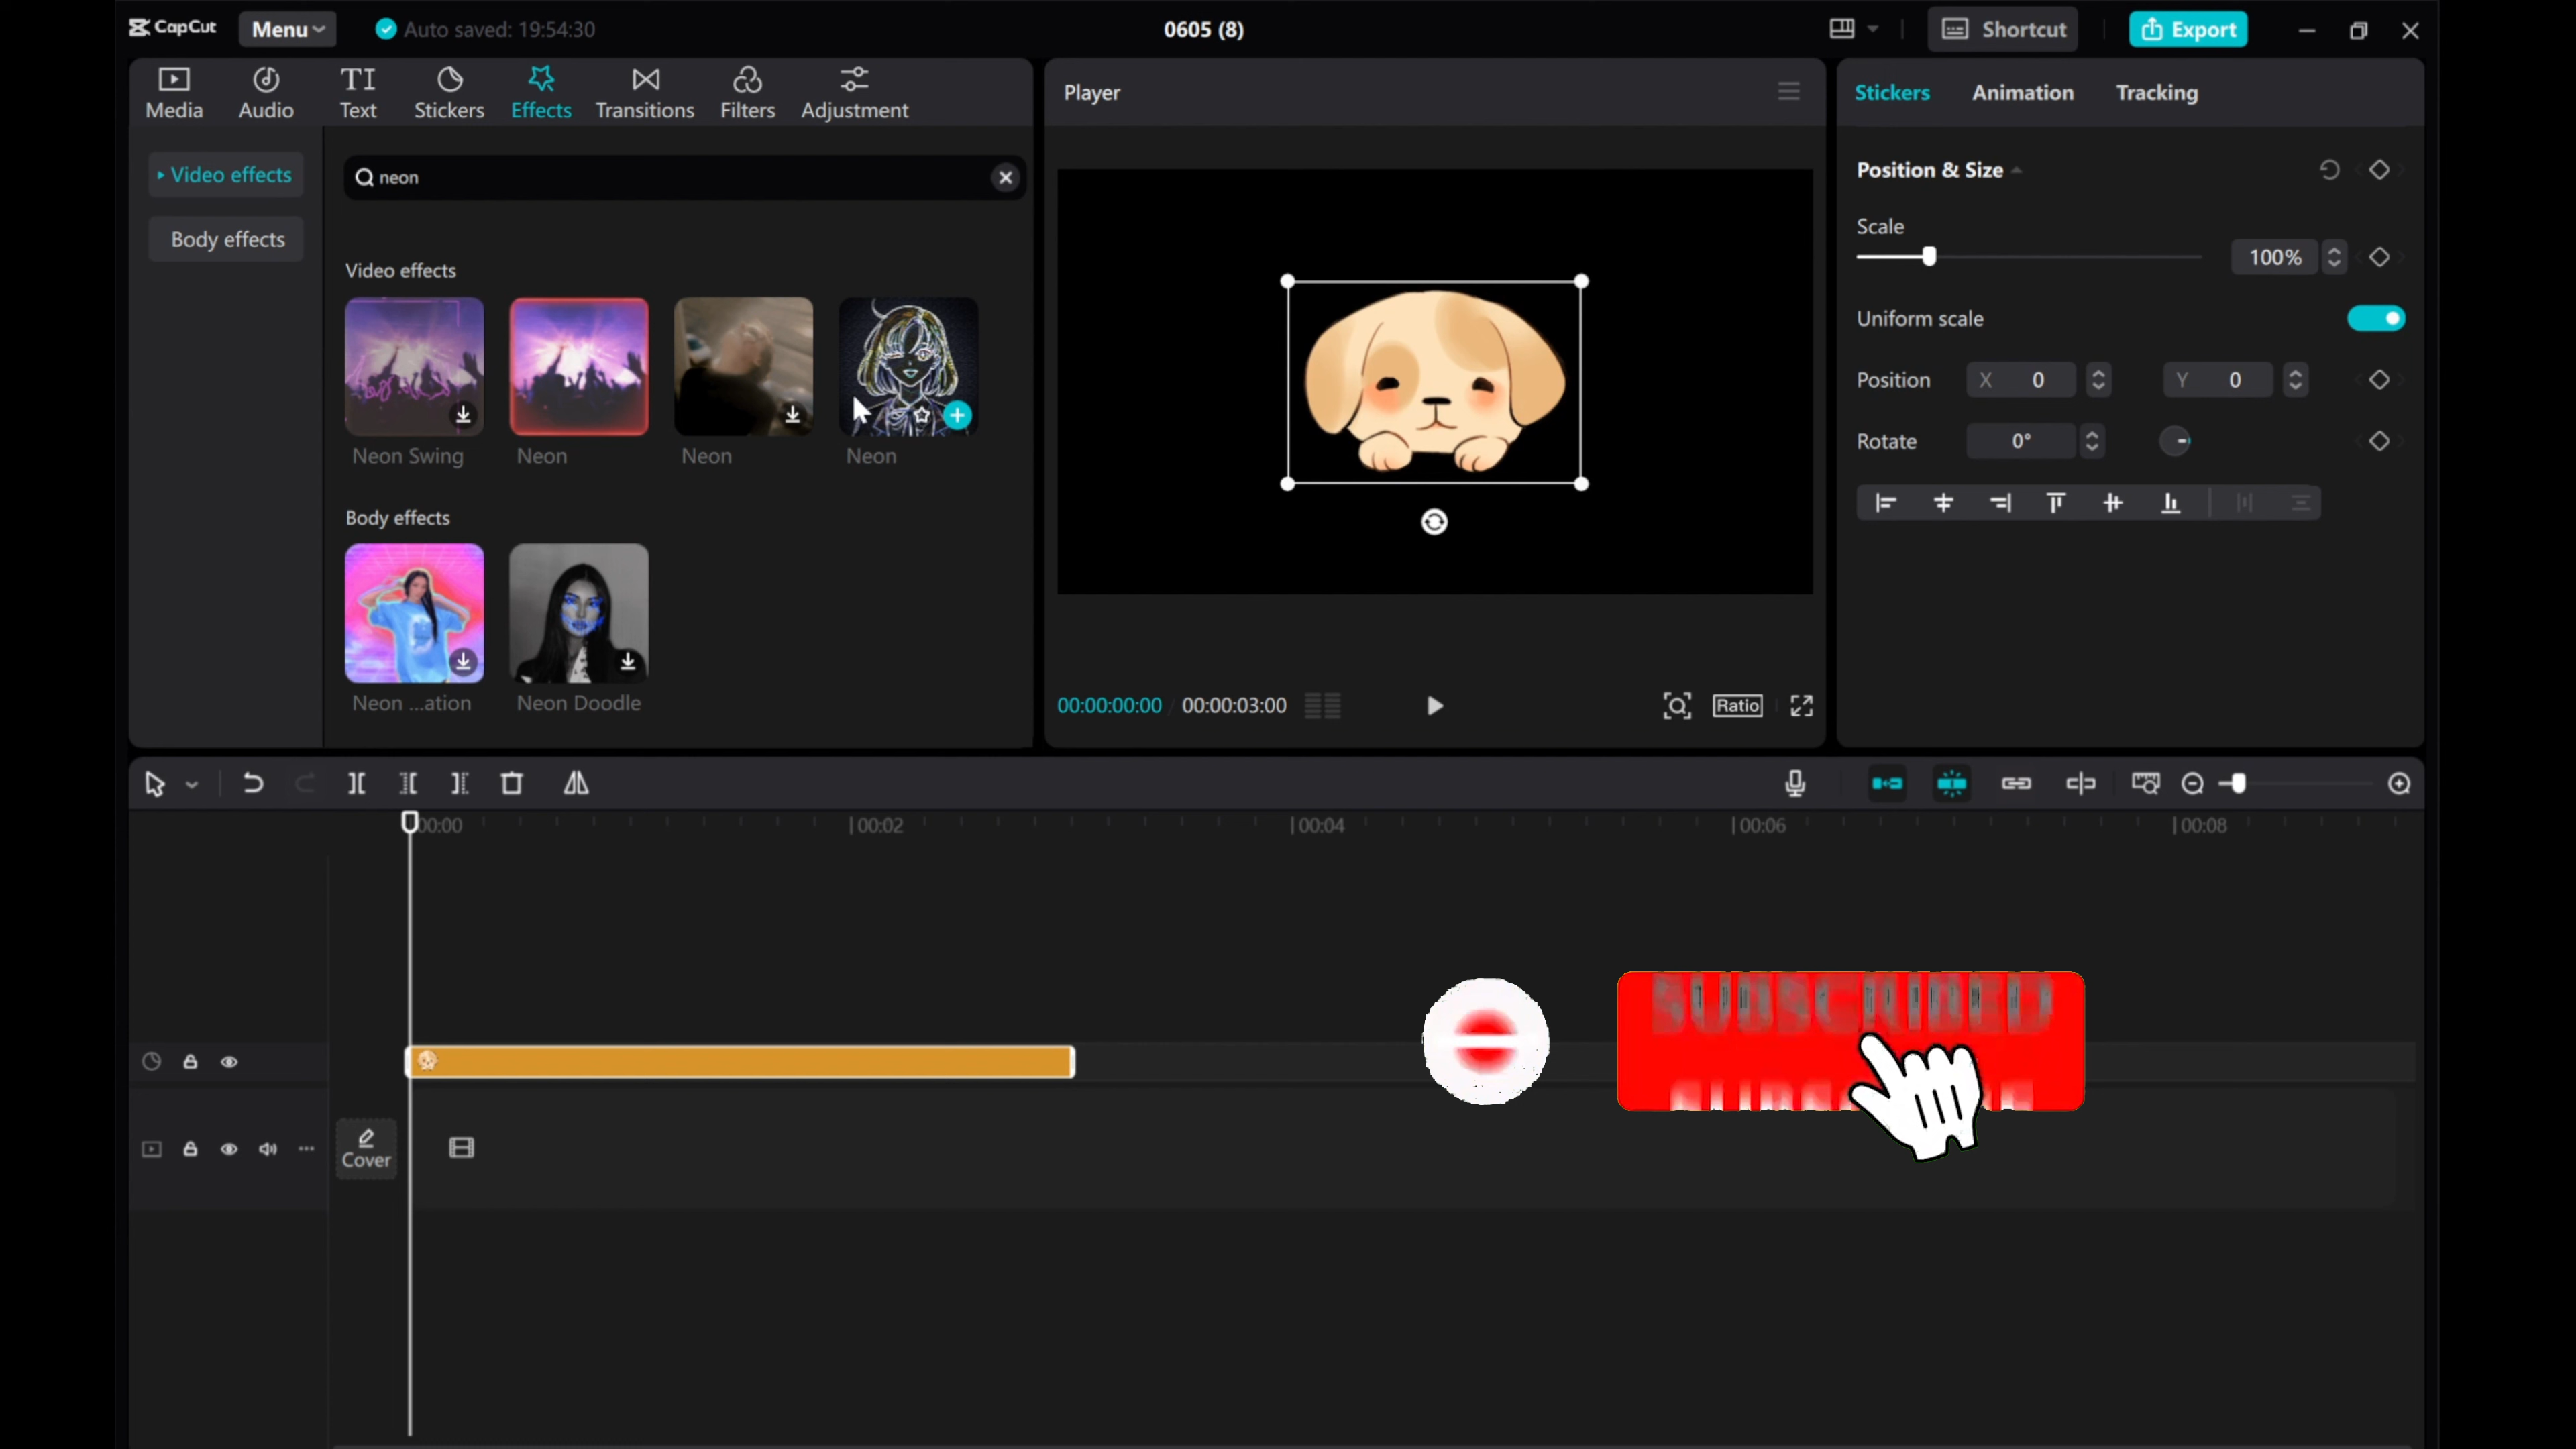 CapCut Menu Auto saved: 19:54:30 0605 (8) Shortcut Export
Media Audio TI Text Stickers Effects Transitions Filters Adjustment
Video effects
Body effects
neon
Video effects
Neon Swing Neon Neon Neon
Body effects
Neon ...ation Neon Doodle
Player
00:00:00:00 / 00:00:03:00 Ratio
Stickers Animation Tracking
Position & Size
Scale
100%
Uniform scale
Position X 0 Y 0
Rotate 0°
00:00 00:02 00:04 00:06 00:08
SUBSCRIBED
Cover